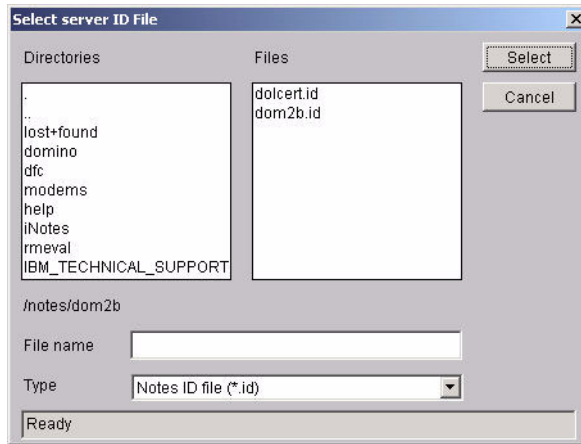 Select server ID File
Directories
Files
Select
Cancel
.
..
lost+found
domino
dfc
modems
help
iNotes
rmeval
IBM_TECHNICAL_SUPPORT
dolcert.id
dom2b.id
/notes/dom2b
File name
Type
Notes ID file (*.id)
Ready